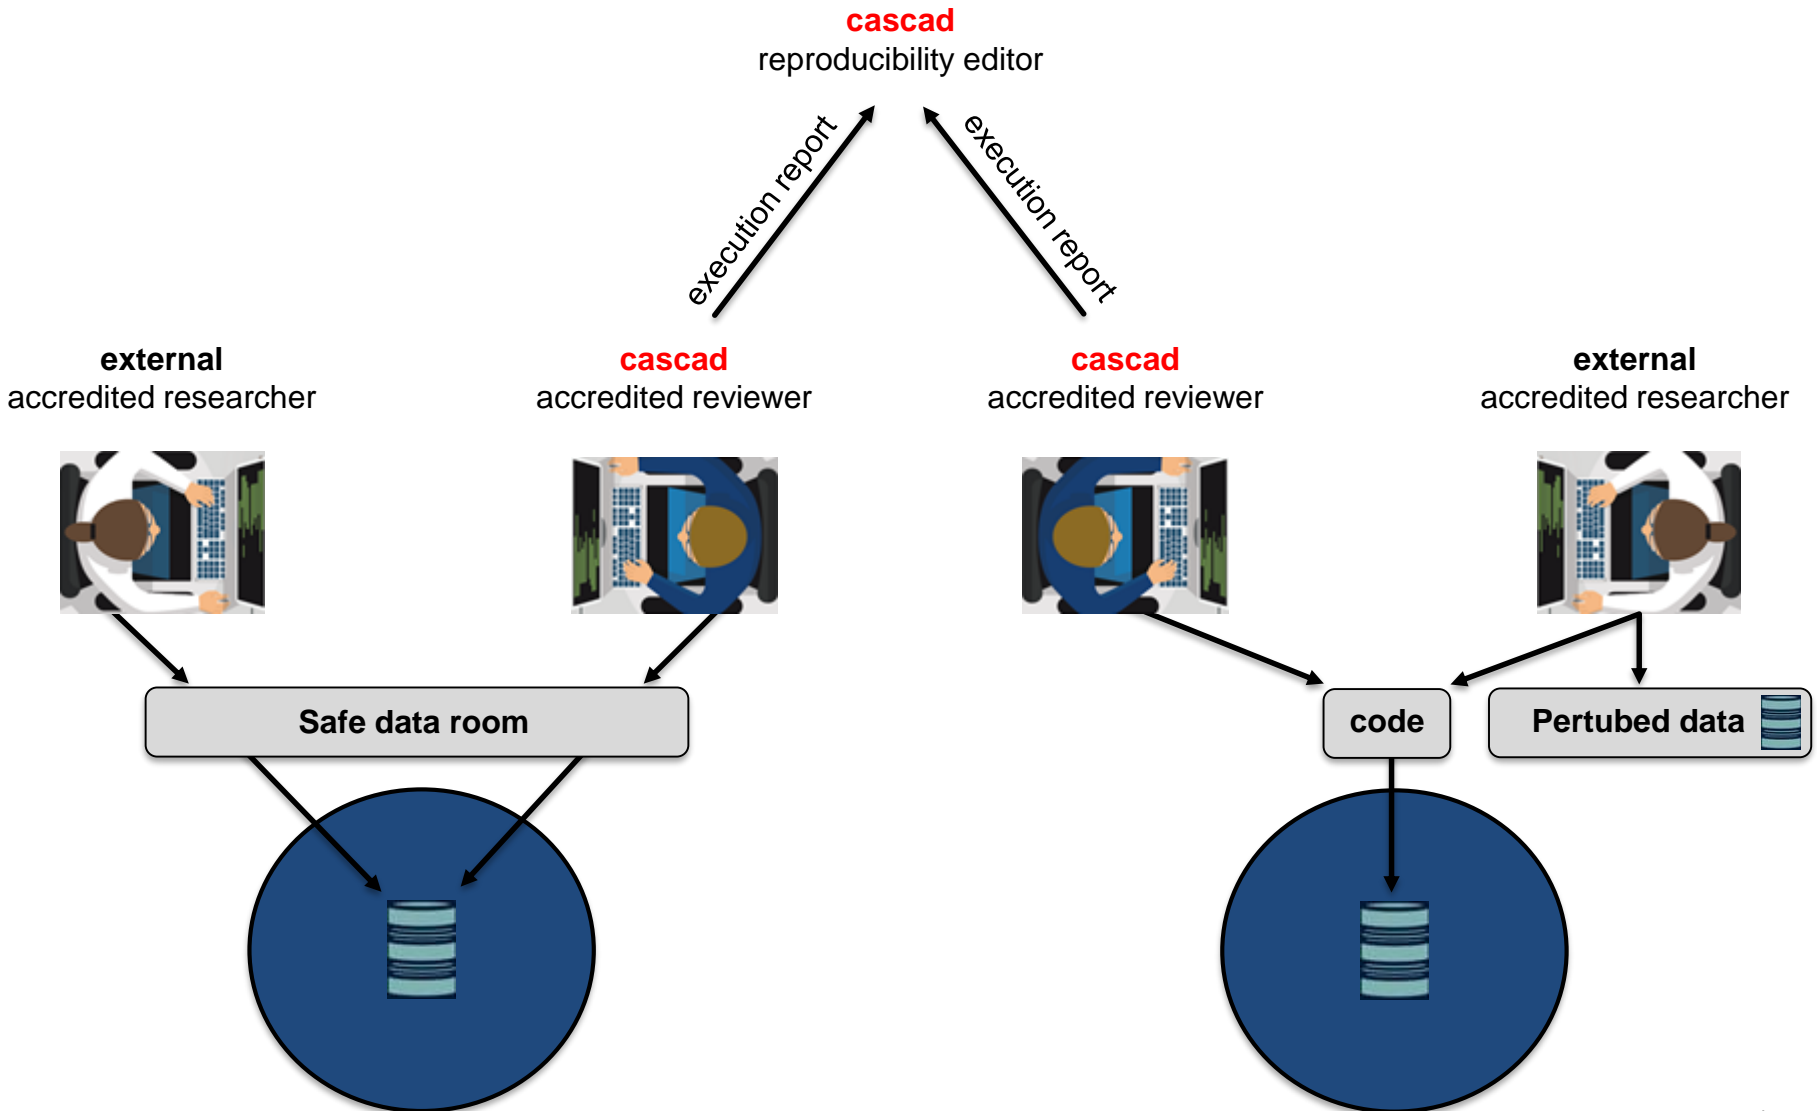 cascad
reproducibility editor
execution report
execution report
external
accredited researcher
cascad
accredited reviewer
cascad
accredited reviewer
external
accredited researcher
Safe data room
code
Pertubed data